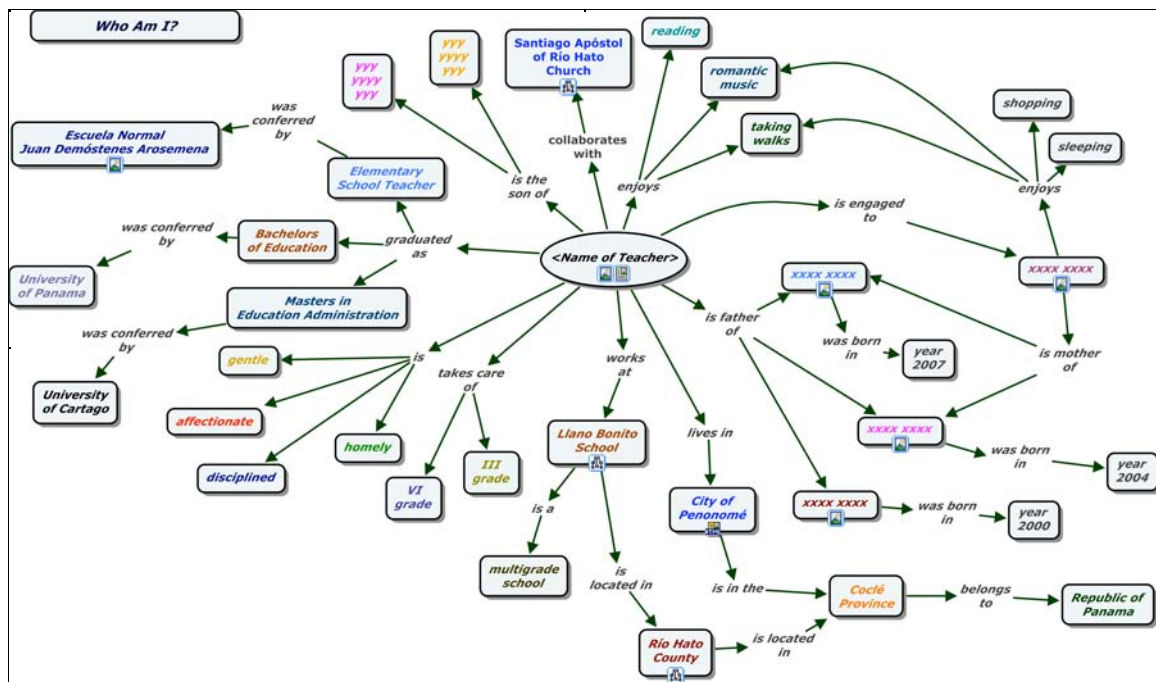 Who Am I?
yyy
yyyy
yyy
yyy
yyyy
yyy
Santiago Apóstol
of Río Hato
Church
reading
romantic
music
taking
walks
shopping
sleeping
was
conferred
by
Escuela Normal
Juan Demóstenes Arosemena
Elementary
School Teacher
is the
son of
collaborates
with
enjoys
enjoys
is engaged
to
was conferred
by
Bachelors
of Education
graduated
as
<Name of Teacher>
xxxx xxxx
xxxx xxxx
University
of Panama
Masters in
Education Administration
is father
of
was born
in
year
2007
is mother
of
was conferred
by
gentle
is
takes care
of
works
at
University
of Cartago
affectionate
homely
disciplined
VI
grade
III
grade
Llano Bonito
School
lives in
xxxx xxxx
was born
in
year
2004
City of
Penonomé
xxxx xxxx
was born
in
year
2000
is a
multigrade
school
is
located in
is in the
Coclé
Province
belongs
to
Republic of
Panama
Río Hato
County
is located
in